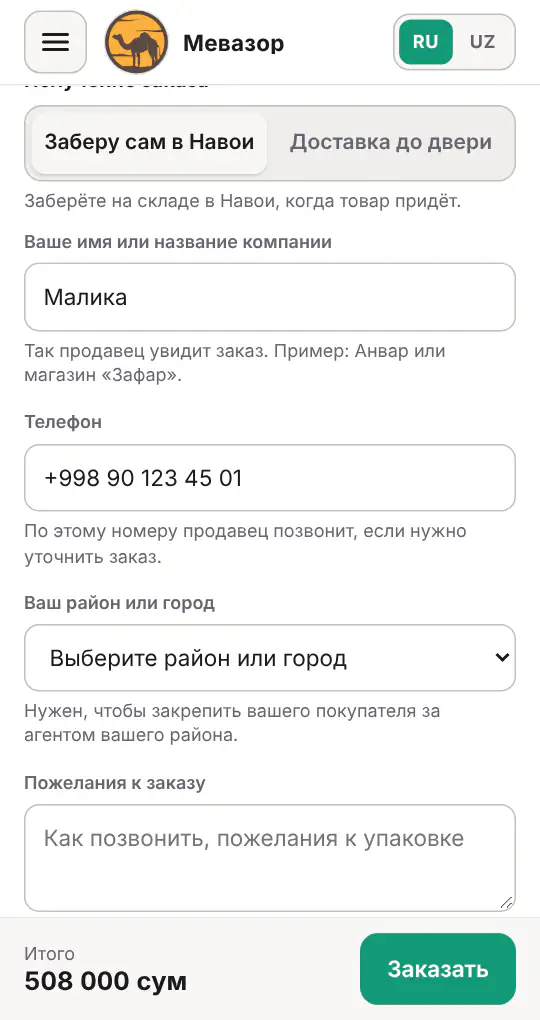 Мевазор
RU
UZ
Заберу сам в Навои
Доставка до двери
Заберёте на складе в Навои, когда товар придёт.
Ваше имя или название компании
Малика
Так продавец увидит заказ. Пример: Анвар или
магазин «Зафар».
Телефон
+998 90 123 45 01
По этому номеру продавец позвонит, если нужно
уточнить заказ.
Ваш район или город
Выберите район или город
Нужен, чтобы закрепить вашего покупателя за
агентом вашего района.
Пожелания к заказу
Как позвонить, пожелания к упаковке
Итого
508 000 сум
Заказать